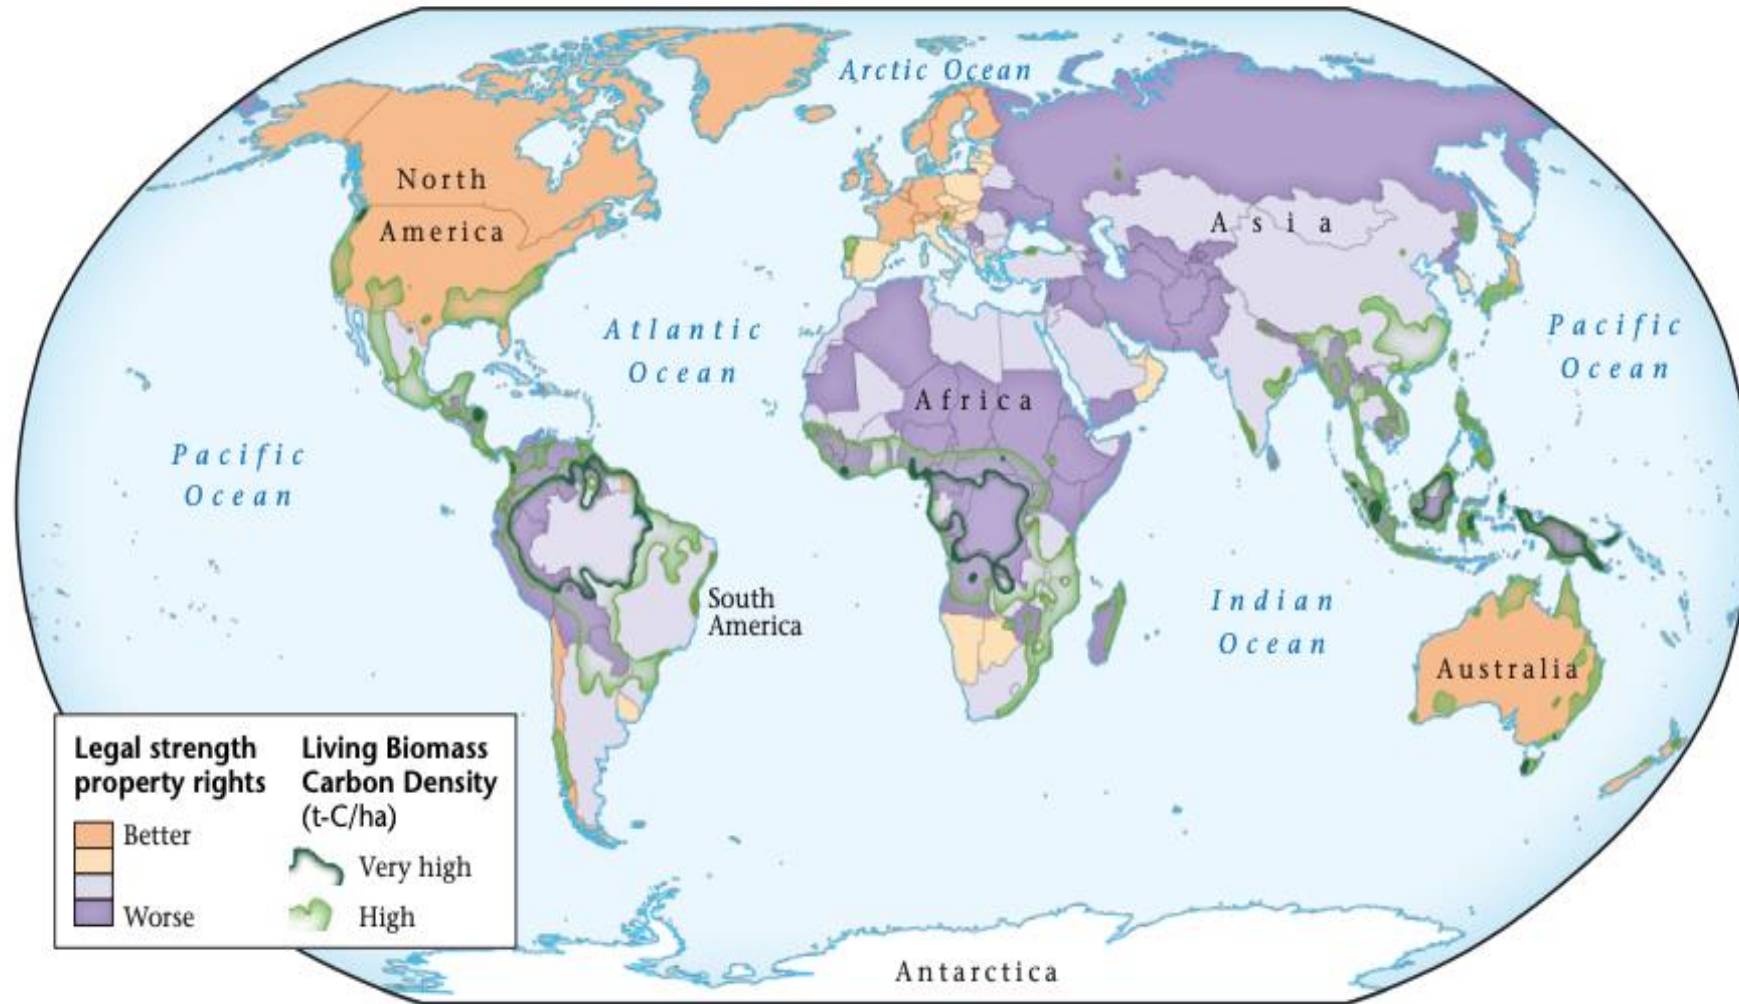 Arctic Ocean
North
America
Asia
Atlantic
Ocean
Pacific
Ocean
Africa
Pacific
Ocean
South
America
Indian
Ocean
Australia
Legal strength
property rights
Better
Worse
Living Biomass
Carbon Density
(t-C/ha)
Very high
High
Antarctica